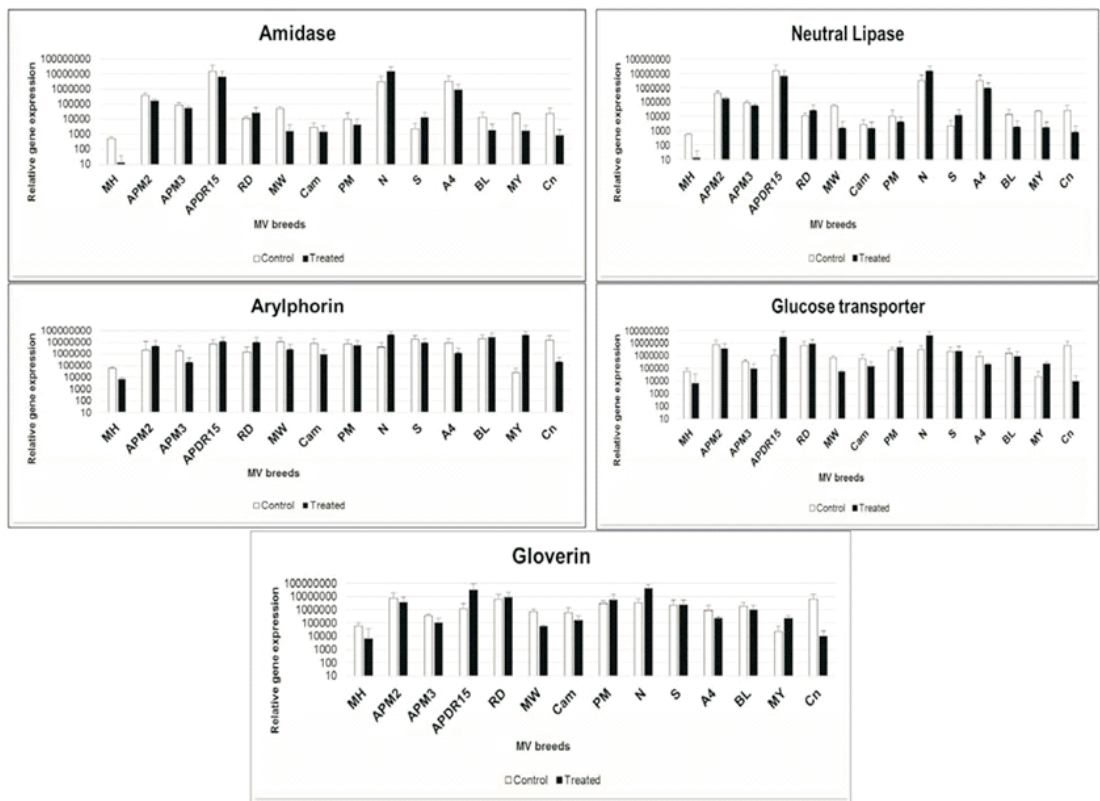 Amidase
Relative gene expression
100000000
10000000
1000000
100000
10000
1000
100
10
MH APM2 APM3 APDR15 RD MW Cam PM N S A4 BL MY Cn
MV breeds
Control Treated
Neutral Lipase
Relative gene expression
100000000
10000000
1000000
100000
10000
1000
100
10
MH APM2 APM3 APDR15 RD MW Cam PM N S A4 BL MY Cn
MV breeds
Control Treated
Arylphorin
Relative gene expression
100000000
10000000
1000000
100000
10000
1000
100
10
MH APM2 APM3 APDR15 RD MW Cam PM N S A4 BL MY Cn
MV breeds
Control Treated
Glucose transporter
Relative gene expression
100000000
10000000
1000000
100000
10000
1000
100
10
MH APM2 APM3 APDR15 RD MW Cam PM N S A4 BL MY Cn
MV breeds
Control Treated
Gloverin
Relative gene expression
100000000
10000000
1000000
100000
10000
1000
100
10
MH APM2 APM3 APDR15 RD MW Cam PM N S A4 BL MY Cn
MV breeds
Control Treated